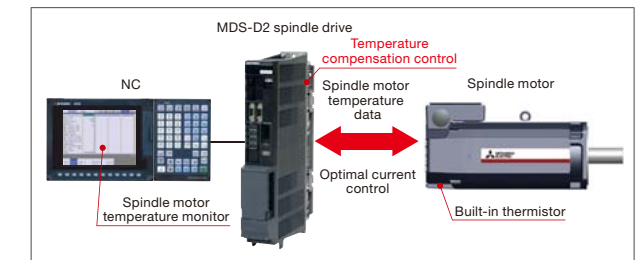 MDS-D2 spindle drive
Temperature
compensation control
NC
Spindle motor
temperature
data
Spindle motor
Optimal current
control
Spindle motor
temperature monitor
Built-in thermistor